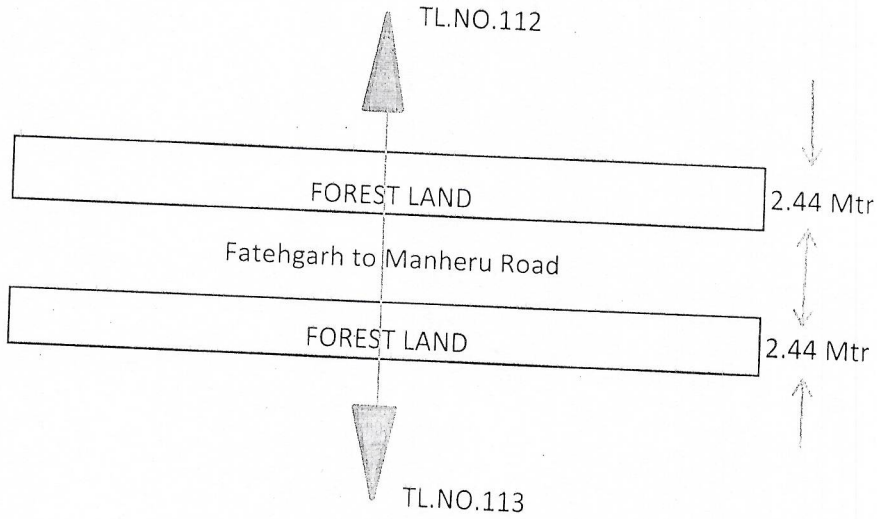 TL.NO.112
FOREST LAND
2.44 Mtr
Fatehgarh to Manheru Road
FOREST LAND
2.44 Mtr
TL.NO.113